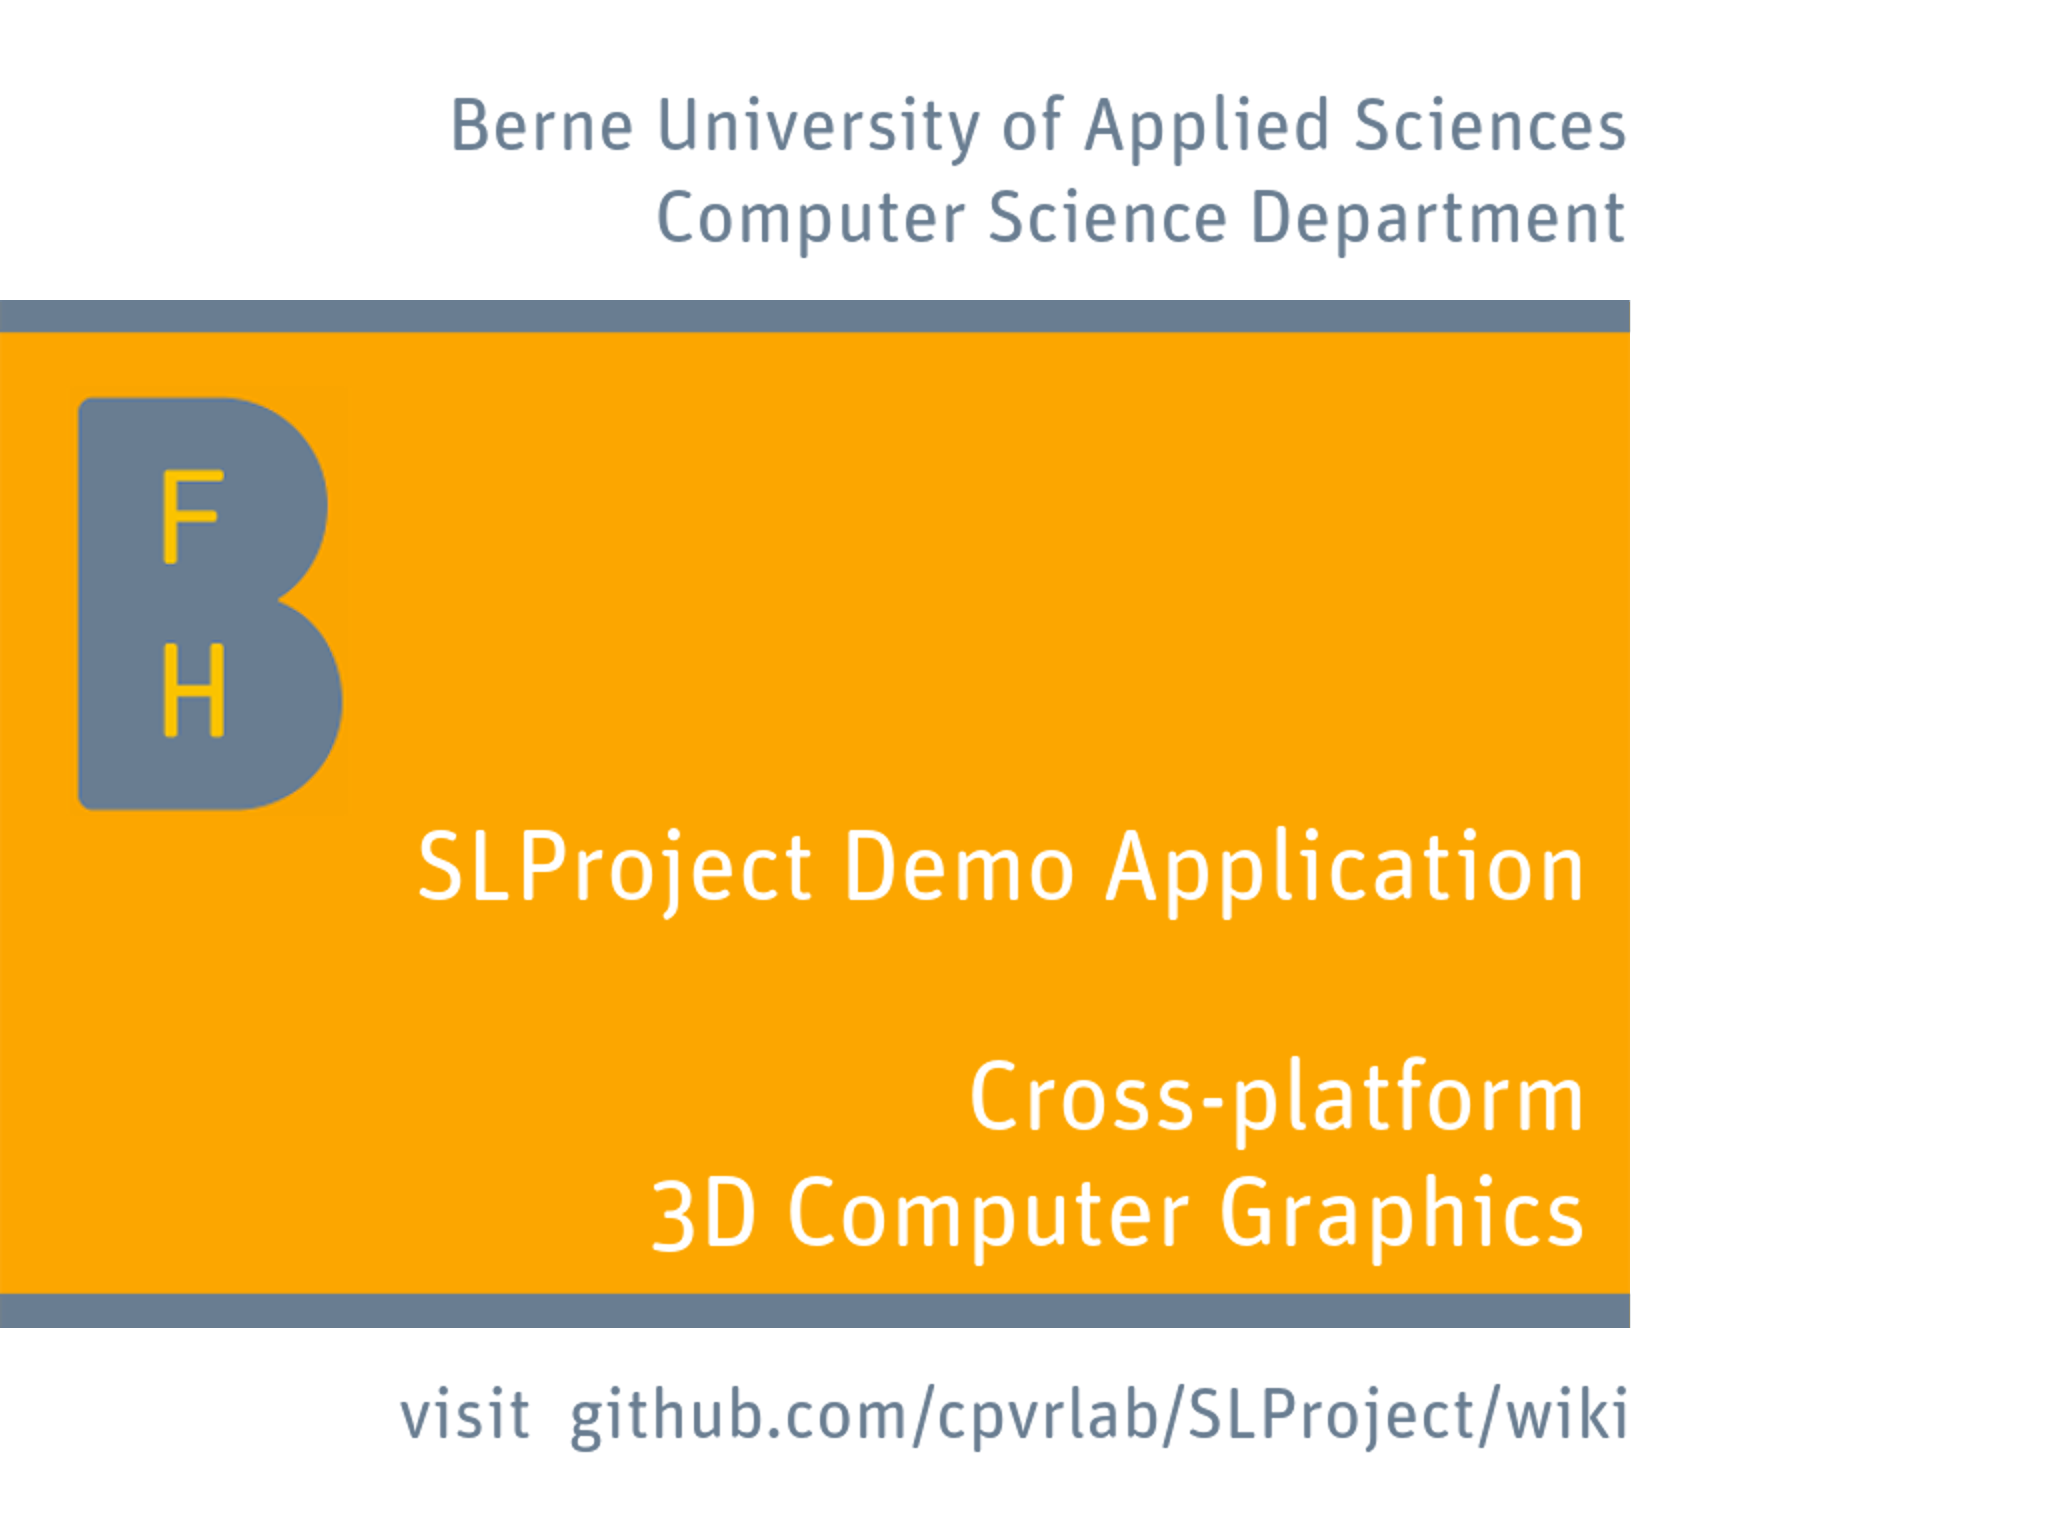 Berne University of Applied Sciences
Computer Science Department
B
F
H
SLProject Demo Application
Cross-platform
3D Computer Graphics
visit github.com/cpvrlab/SLProject/wiki